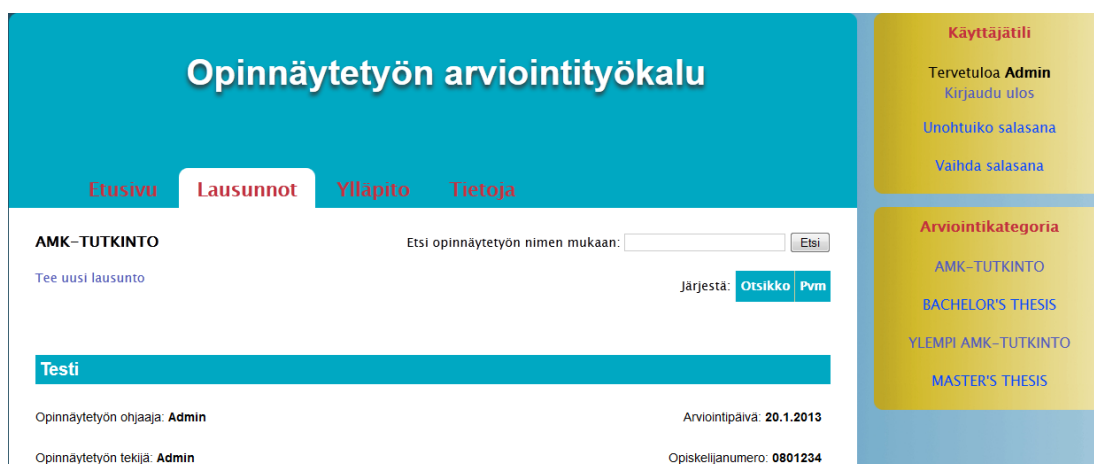 Opinnäytetyön arviointityökalu
Etusivu Lausunnot Ylläpito Tietoja
AMK-TUTKINTO
Etsi opinnäytetyön nimen mukaan: Etsi
Tee uusi lausunto
Järjestä: Otsikko Pvm
Testi
Opinnäytetyön ohjaaja: Admin Arviointipäivä: 20.1.2013
Opinnäytetyön tekijä: Admin Opiskelijanumero: 0801234
Käyttäjätili
Tervetuloa Admin
Kirjaudu ulos
Unohtuiko salasana
Vaihda salasana
Arviointikategoria
AMK-TUTKINTO
BACHELOR'S THESIS
YLEMPI AMK-TUTKINTO
MASTER'S THESIS